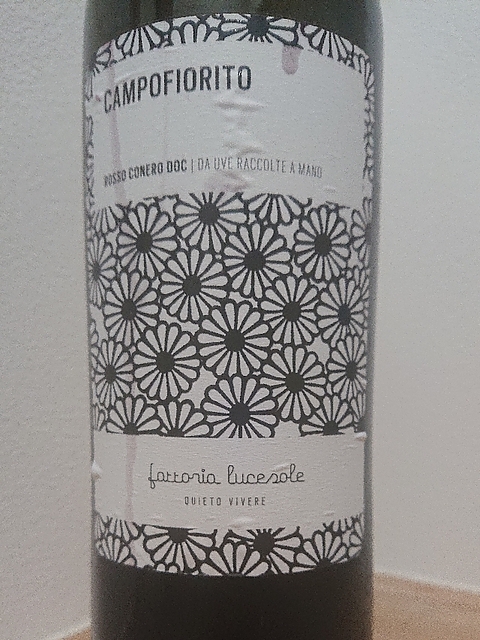 CAMPOFIORITO
ROSSO CONERO DOC | DA UVE RACCOLTE A MANO
fattoria lucesole
QUIETO VIVERE